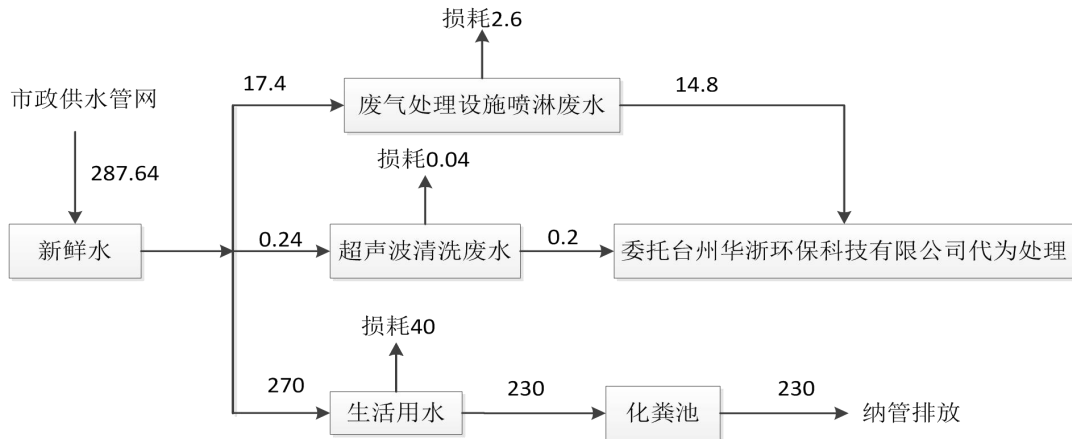 损耗2.6
17.4
废气处理设施喷淋废水
14.8
市政供水管网
287.64
损耗0.04
新鲜水
0.24
超声波清洗废水
0.2
委托台州华浙环保科技有限公司代为处理
损耗40
270
生活用水
230
化粪池
230
纳管排放